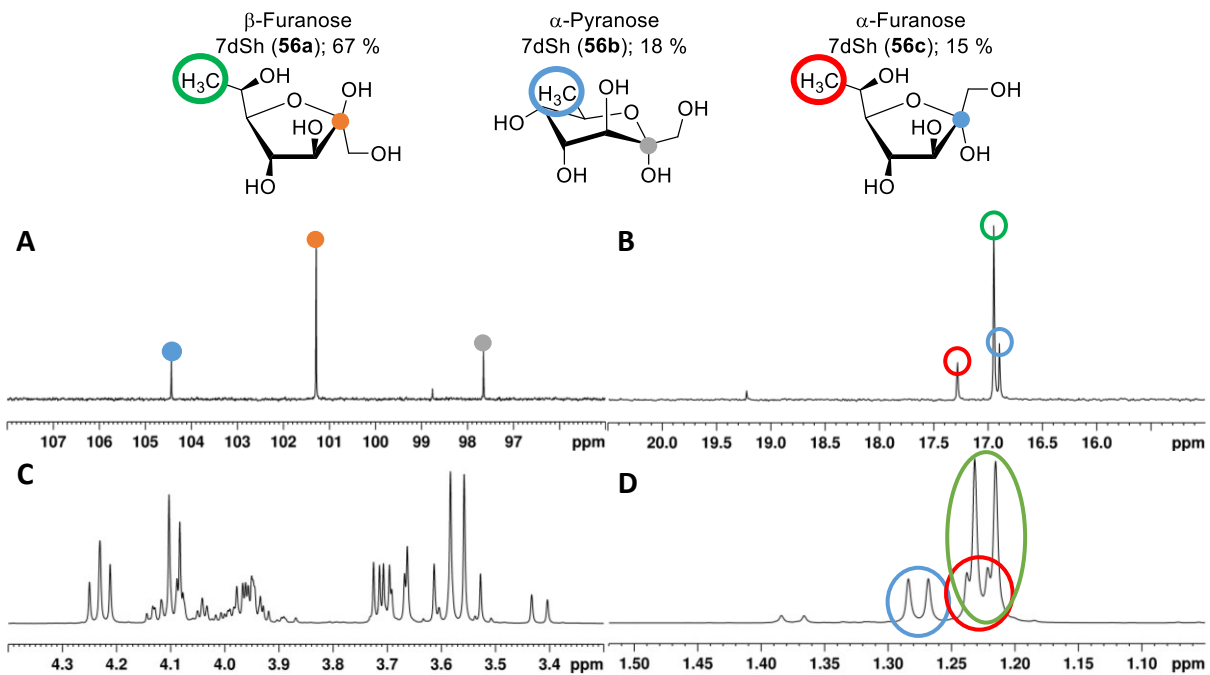 β-Furanose
7dSh (56a); 67 %
α-Pyranose
7dSh (56b); 18 %
α-Furanose
7dSh (56c); 15 %
H3C
OH
O
OH
HO
OH
HO
H3C
OH
O
OH
HO
OH
OH
H3C
OH
O
OH
HO
OH
HO
A
107 106 105 104 103 102 101 100 99 98 97 ppm
B
20.0 19.5 19.0 18.5 18.0 17.5 17.0 16.5 16.0 ppm
C
4.3 4.2 4.1 4.0 3.9 3.8 3.7 3.6 3.5 3.4 ppm
D
1.50 1.45 1.40 1.35 1.30 1.25 1.20 1.15 1.10 ppm